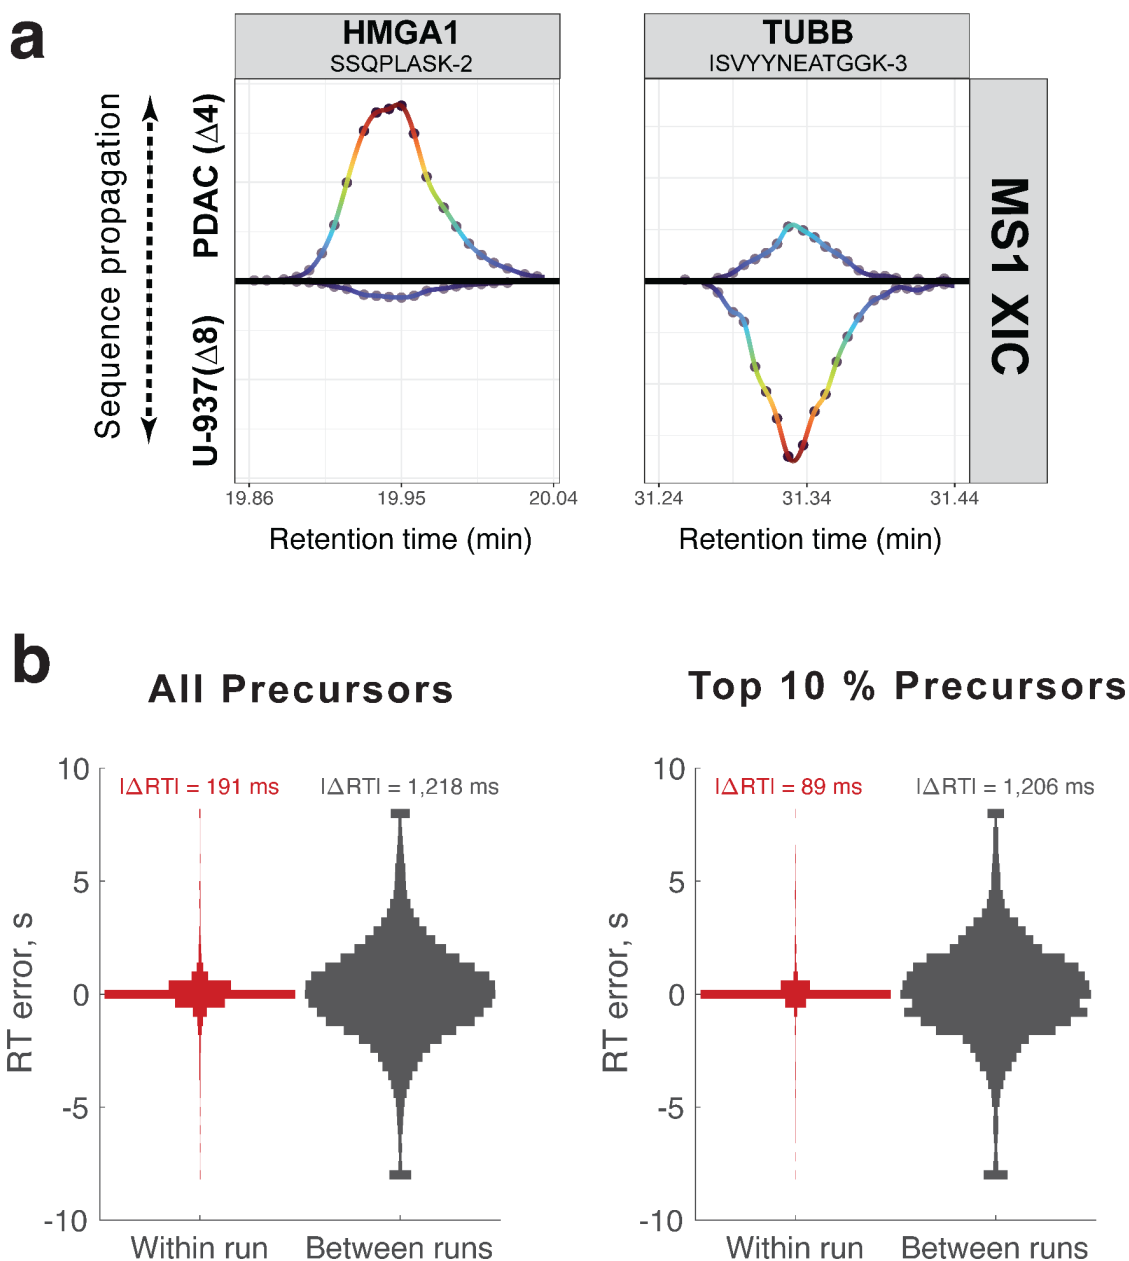 a
HMGA1
SSQPLASK-2
TUBB
ISVYYNEATGGK-3
Sequence propagation
PDAC (Δ4)
U-937(Δ8)
MS1 XIC
19.86 19.95 20.04
31.24 31.34 31.44
Retention time (min)
Retention time (min)
b
All Precursors
Top 10 % Precursors
RT error, s
10
5
0
-5
-10
|ΔRT| = 191 ms
|ΔRT| = 1,218 ms
Within run
Between runs
RT error, s
10
5
0
-5
-10
|ΔRT| = 89 ms
|ΔRT| = 1,206 ms
Within run
Between runs